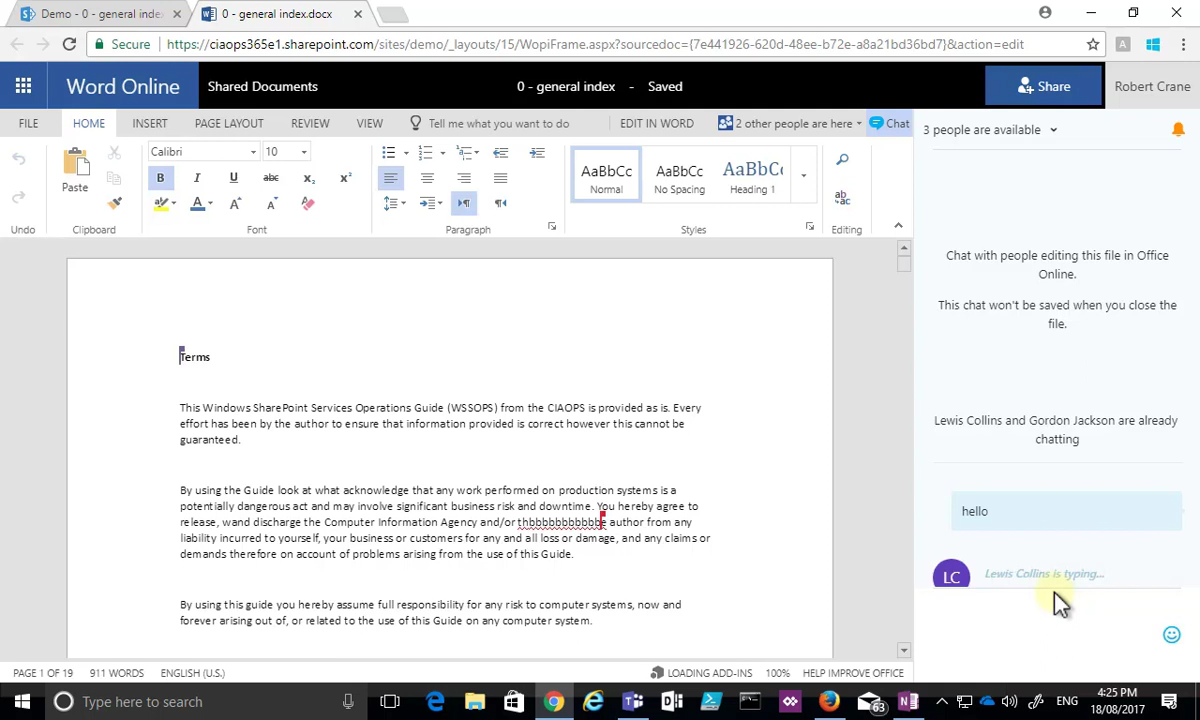 Demo - 0 - general index
0 - general index.docx
Secure
https://ciaops365e1.sharepoint.com/sites/demo/_layouts/15/WopiFrame.aspx?sourcedoc={7e441926-620d-48ee-b72e-a8a21bd36bd7}&action=edit
Word Online
Shared Documents
0 - general index - Saved
Share
Robert Crane
FILE
HOME
INSERT
PAGE LAYOUT
REVIEW
VIEW
Tell me what you want to do
EDIT IN WORD
2 other people are here
Chat
Paste
Calibri
10
B I U abc x₂ x²
AaBbCc
Normal
AaBbCc
No Spacing
AaBbCc
Heading 1
Undo
Clipboard
Font
Paragraph
Styles
Editing
Terms
This Windows SharePoint Services Operations Guide (WSSOPS) from the CIAOPS is provided as is. Every
effort has been by the author to ensure that information provided is correct however this cannot be
guaranteed.
By using the Guide look at what acknowledge that any work performed on production systems is a
potentially dangerous act and may involve significant business risk and downtime. You hereby agree to
release, wand discharge the Computer Information Agency and/or thbbbbbbbbbbbe author from any
liability incurred to yourself, your business or customers for any and all loss or damage, and any claims or
demands therefore on account of problems arising from the use of this Guide.
By using this guide you hereby assume full responsibility for any risk to computer systems, now and
forever arising out of, or related to the use of this Guide on any computer system.
3 people are available
Chat with people editing this file in Office
Online.
This chat won't be saved when you close the
file.
Lewis Collins and Gordon Jackson are already
chatting
hello
LC
Lewis Collins is typing...
PAGE 1 OF 19
911 WORDS
ENGLISH (U.S.)
LOADING ADD-INS
100%
HELP IMPROVE OFFICE
Type here to search
63
ENG
4:25 PM
18/08/2017